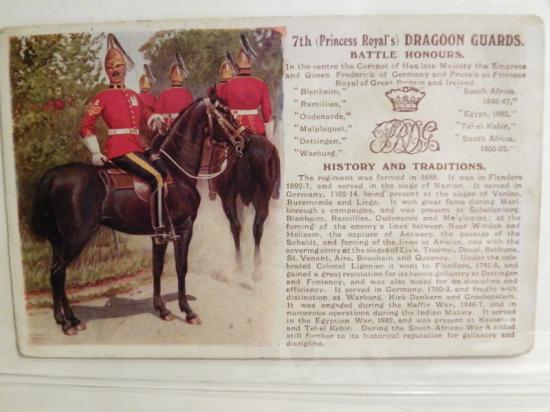 7th (Princess Royal's) DRAGOON GUARDS.
BATTLE HONOURS.
In the centre the Coronet of Her late Majesty the Empress
and Queen Frederick of Germany and Prussia as Princess
Royal of Great Britain and Ireland.
"Blenheim,"
"Ramillies,"
"Oudenarde,"
"Malplaquet,"
"Dettingen,"
"Warburg,"
South Africa,
1846-47,"
"Egypt, 1882,"
"Tel-el-Kebir,"
"South Africa,
1900-02."
HISTORY AND TRADITIONS.
The regiment was formed in 1688. It was in Flanders
1692-7, and served in the siege of Namur. It served in
Germany, 1702-14, being present at the sieges of Venloo,
Ruremonde and Liege. It won great fame during Marl-
borough's campaigns, and was present at Schellenberg,
Blenheim, Ramillies, Oudenarde and Malplaquet; at the
forcing of the enemy's lines between Neer Winden and
Helixem, the capture of Antwerp, the passage of the
Scheldt, and forcing of the lines at Arleux, and with the
covering army at the sieges of Lisle, Tournai, Douai, Bethune,
St. Venant, Aire, Bouchain and Quesnoy. Under the cele-
brated Colonel Ligonier it went to Flanders, 1742-5, and
gained a great reputation for its heroic gallantry at Dettingen
and Fontenoy, and was also noted for its discipline and
efficiency. It served in Germany, 1760-3, and fought with
distinction at Warburg, Kirk-Denkern and Groebenstein. It
was engaged during the Kaffir War, 1846-7, and in
numerous operations during the Indian Mutiny. It served
in the Egyptian War, 1882, and was present at Kassassin
and Tel-el Kebir. During the South African War it added
still further to its historical reputation for gallantry and
discipline.